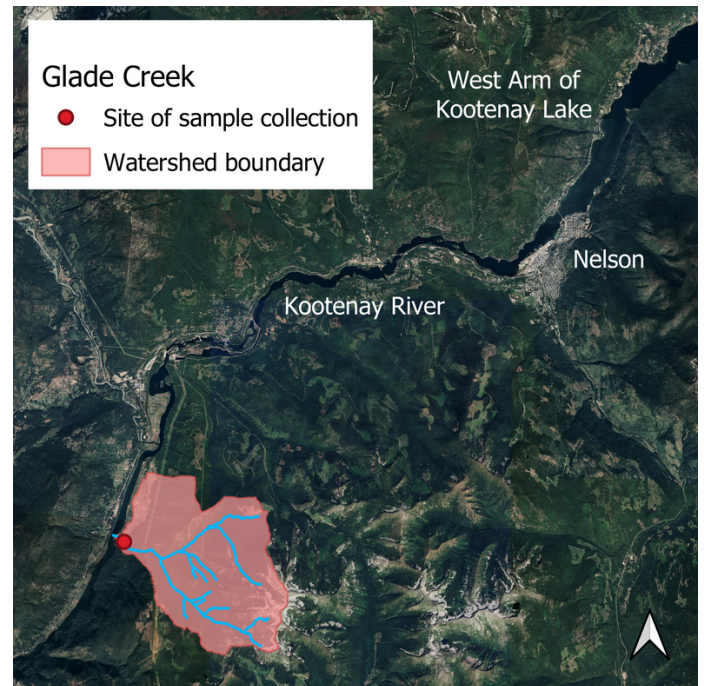 Glade Creek
Site of sample collection
Watershed boundary
West Arm of
Kootenay Lake
Nelson
Kootenay River